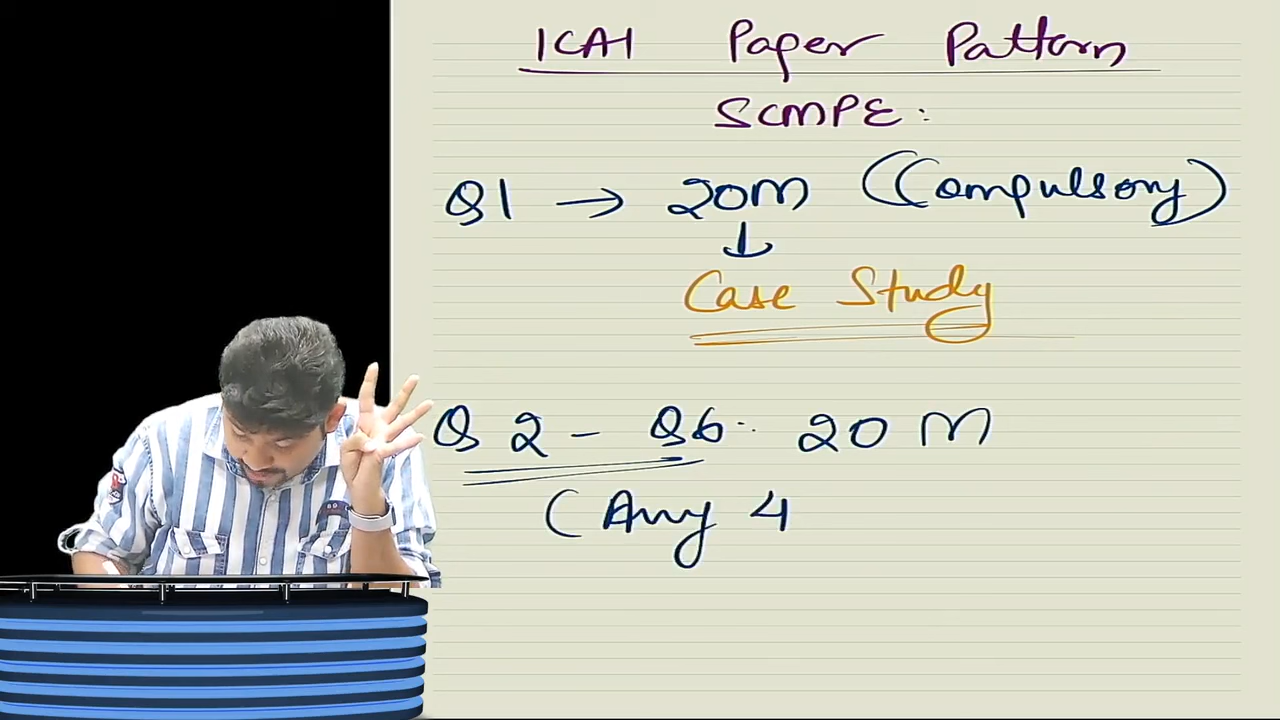 ICAI Paper Pattern
SCMPE:
Q1 → 20M (Compulsory)
↓
Case Study
Q2 - Q6: 20 M
(Any 4